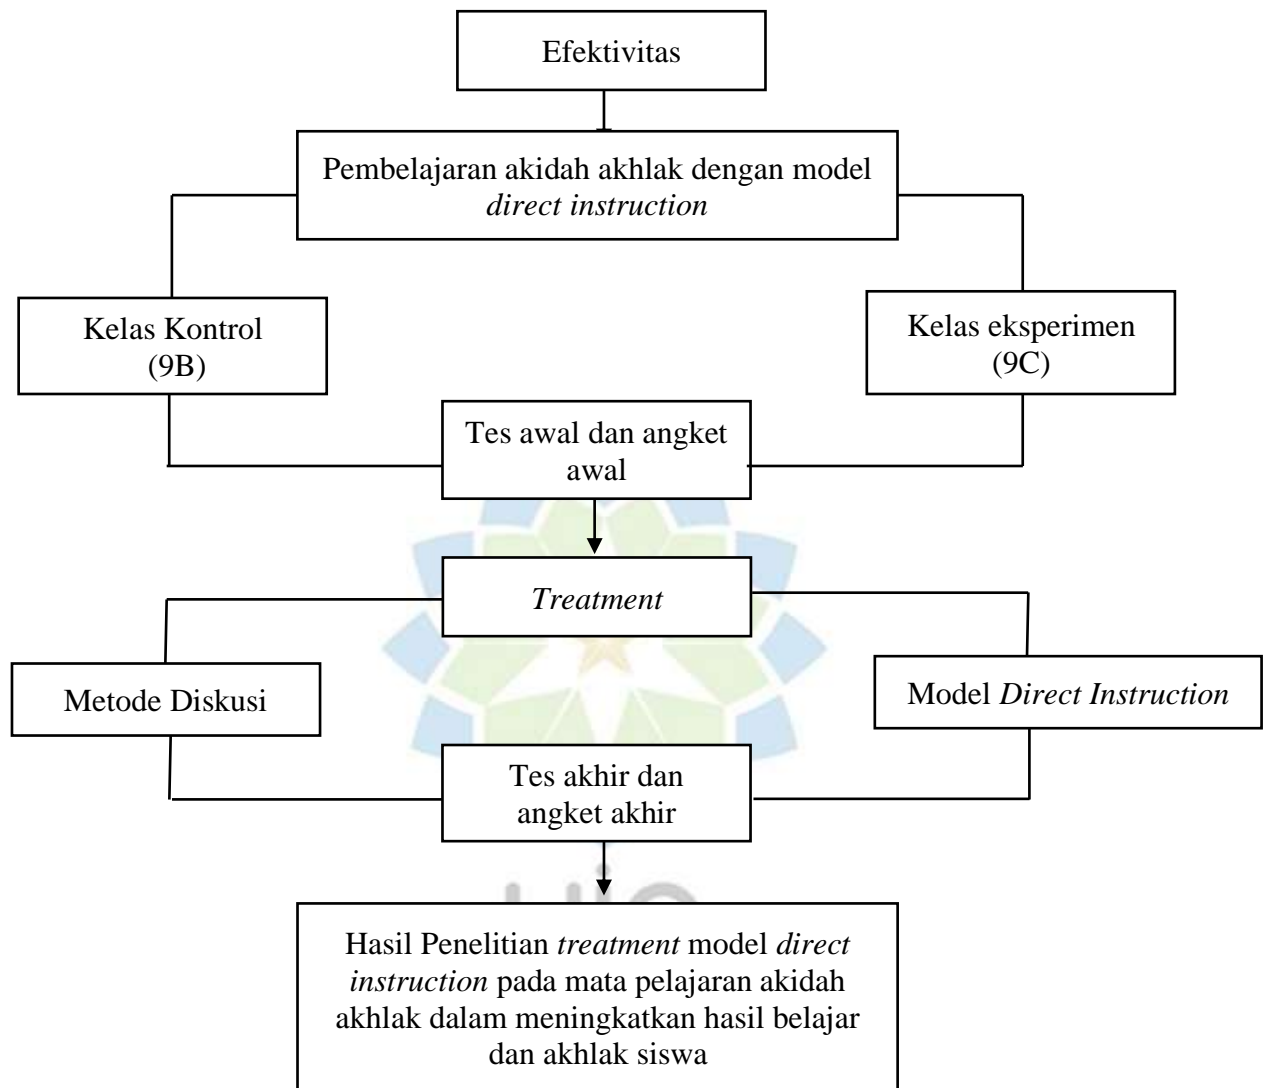 Efektivitas
Pembelajaran akidah akhlak dengan model
direct instruction
Kelas Kontrol
(9B)
Kelas eksperimen
(9C)
Tes awal dan angket
awal
Treatment
Metode Diskusi
Model Direct Instruction
Tes akhir dan
angket akhir
Hasil Penelitian treatment model direct
instruction pada mata pelajaran akidah
akhlak dalam meningkatkan hasil belajar
dan akhlak siswa